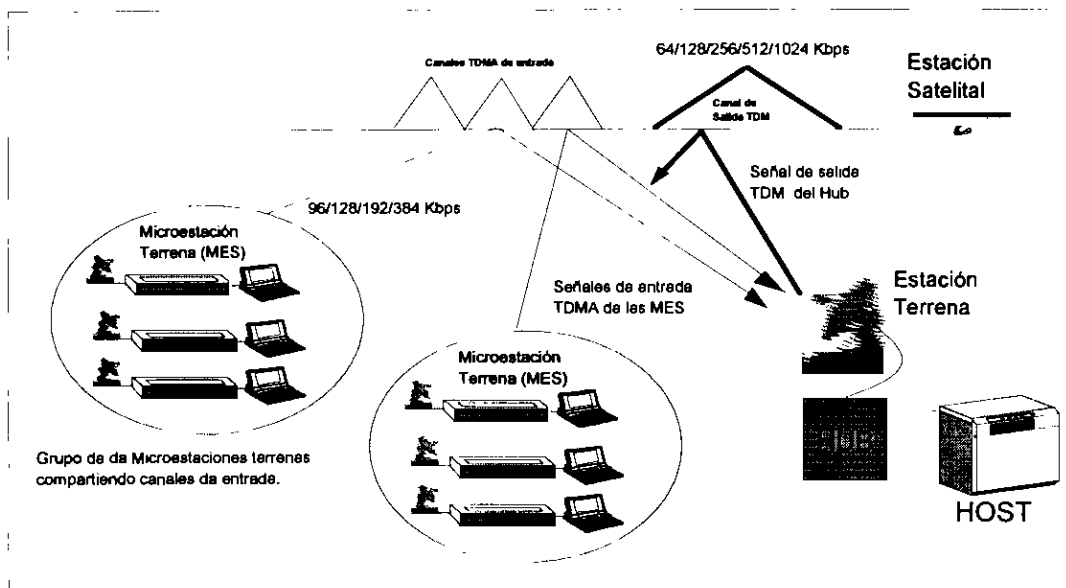 Canales TDMA de entrada
64/128/256/512/1024 Kbps
Estación
Satelital
Canal de
Salida TDM
Señal de salida
TDM del Hub
96/128/192/384 Kbps
Microestación
Terrena (MES)
Señales de entrada
TDMA de las MES
Estación
Terrena
Microestación
Terrena (MES)
Grupo de da Microestaciones terrenas
compartiendo canales da entrada.
HOST